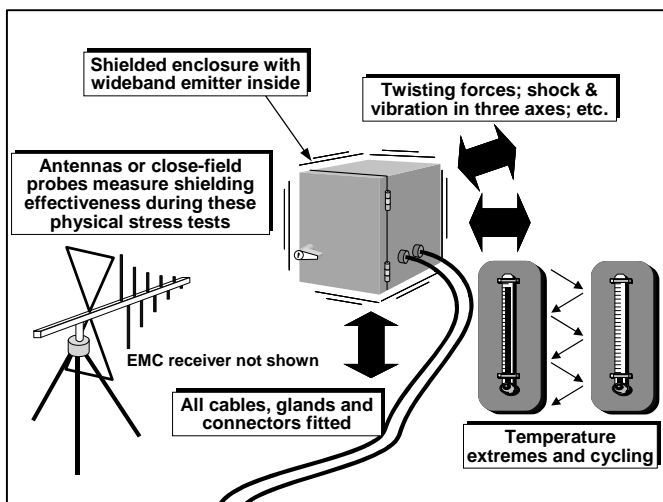 Shielded enclosure with
wideband emitter inside
Twisting forces; shock &
vibration in three axes; etc.
Antennas or close-field
probes measure shielding
effectiveness during these
physical stress tests
EMC receiver not shown
All cables, glands and
connectors fitted
Temperature
extremes and cycling